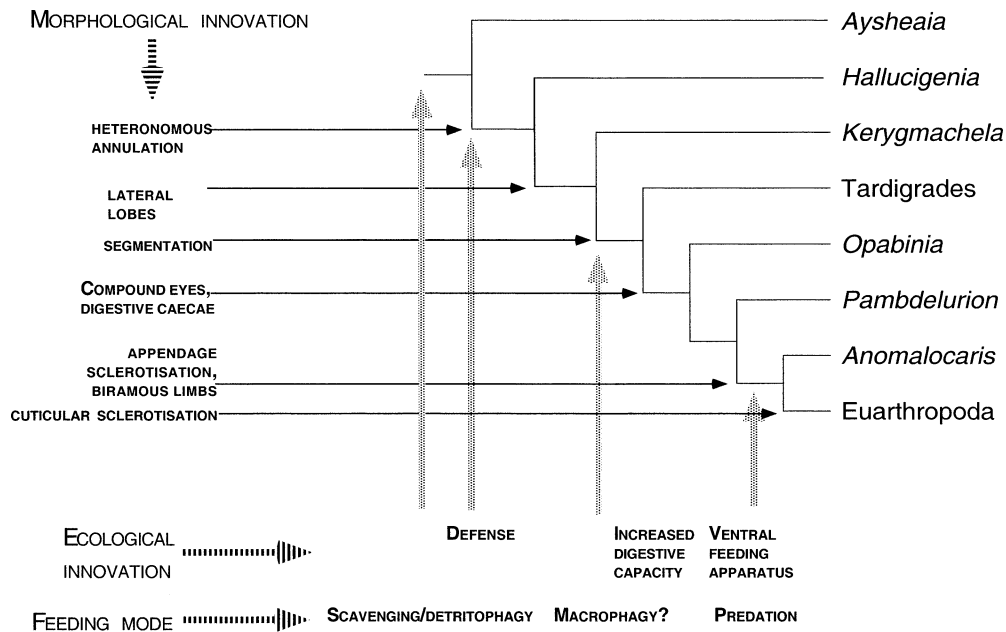 MORPHOLOGICAL INNOVATION
Aysheaia
Hallucigenia
HETERONOMOUS
ANNULATION
Kerygmachela
LATERAL
LOBES
Tardigrades
SEGMENTATION
Opabinia
COMPOUND EYES,
DIGESTIVE CAECAE
Pambdelurion
APPENDAGE
SCLEROTISATION,
BIRAMOUS LIMBS
Anomalocaris
CUTICULAR SCLEROTISATION
Euarthropoda
ECOLOGICAL
INNOVATION
DEFENSE
INCREASED
DIGESTIVE
CAPACITY
VENTRAL
FEEDING
APPARATUS
FEEDING MODE
SCAVENGING/DETRITOPHAGY
MACROPHAGY?
PREDATION